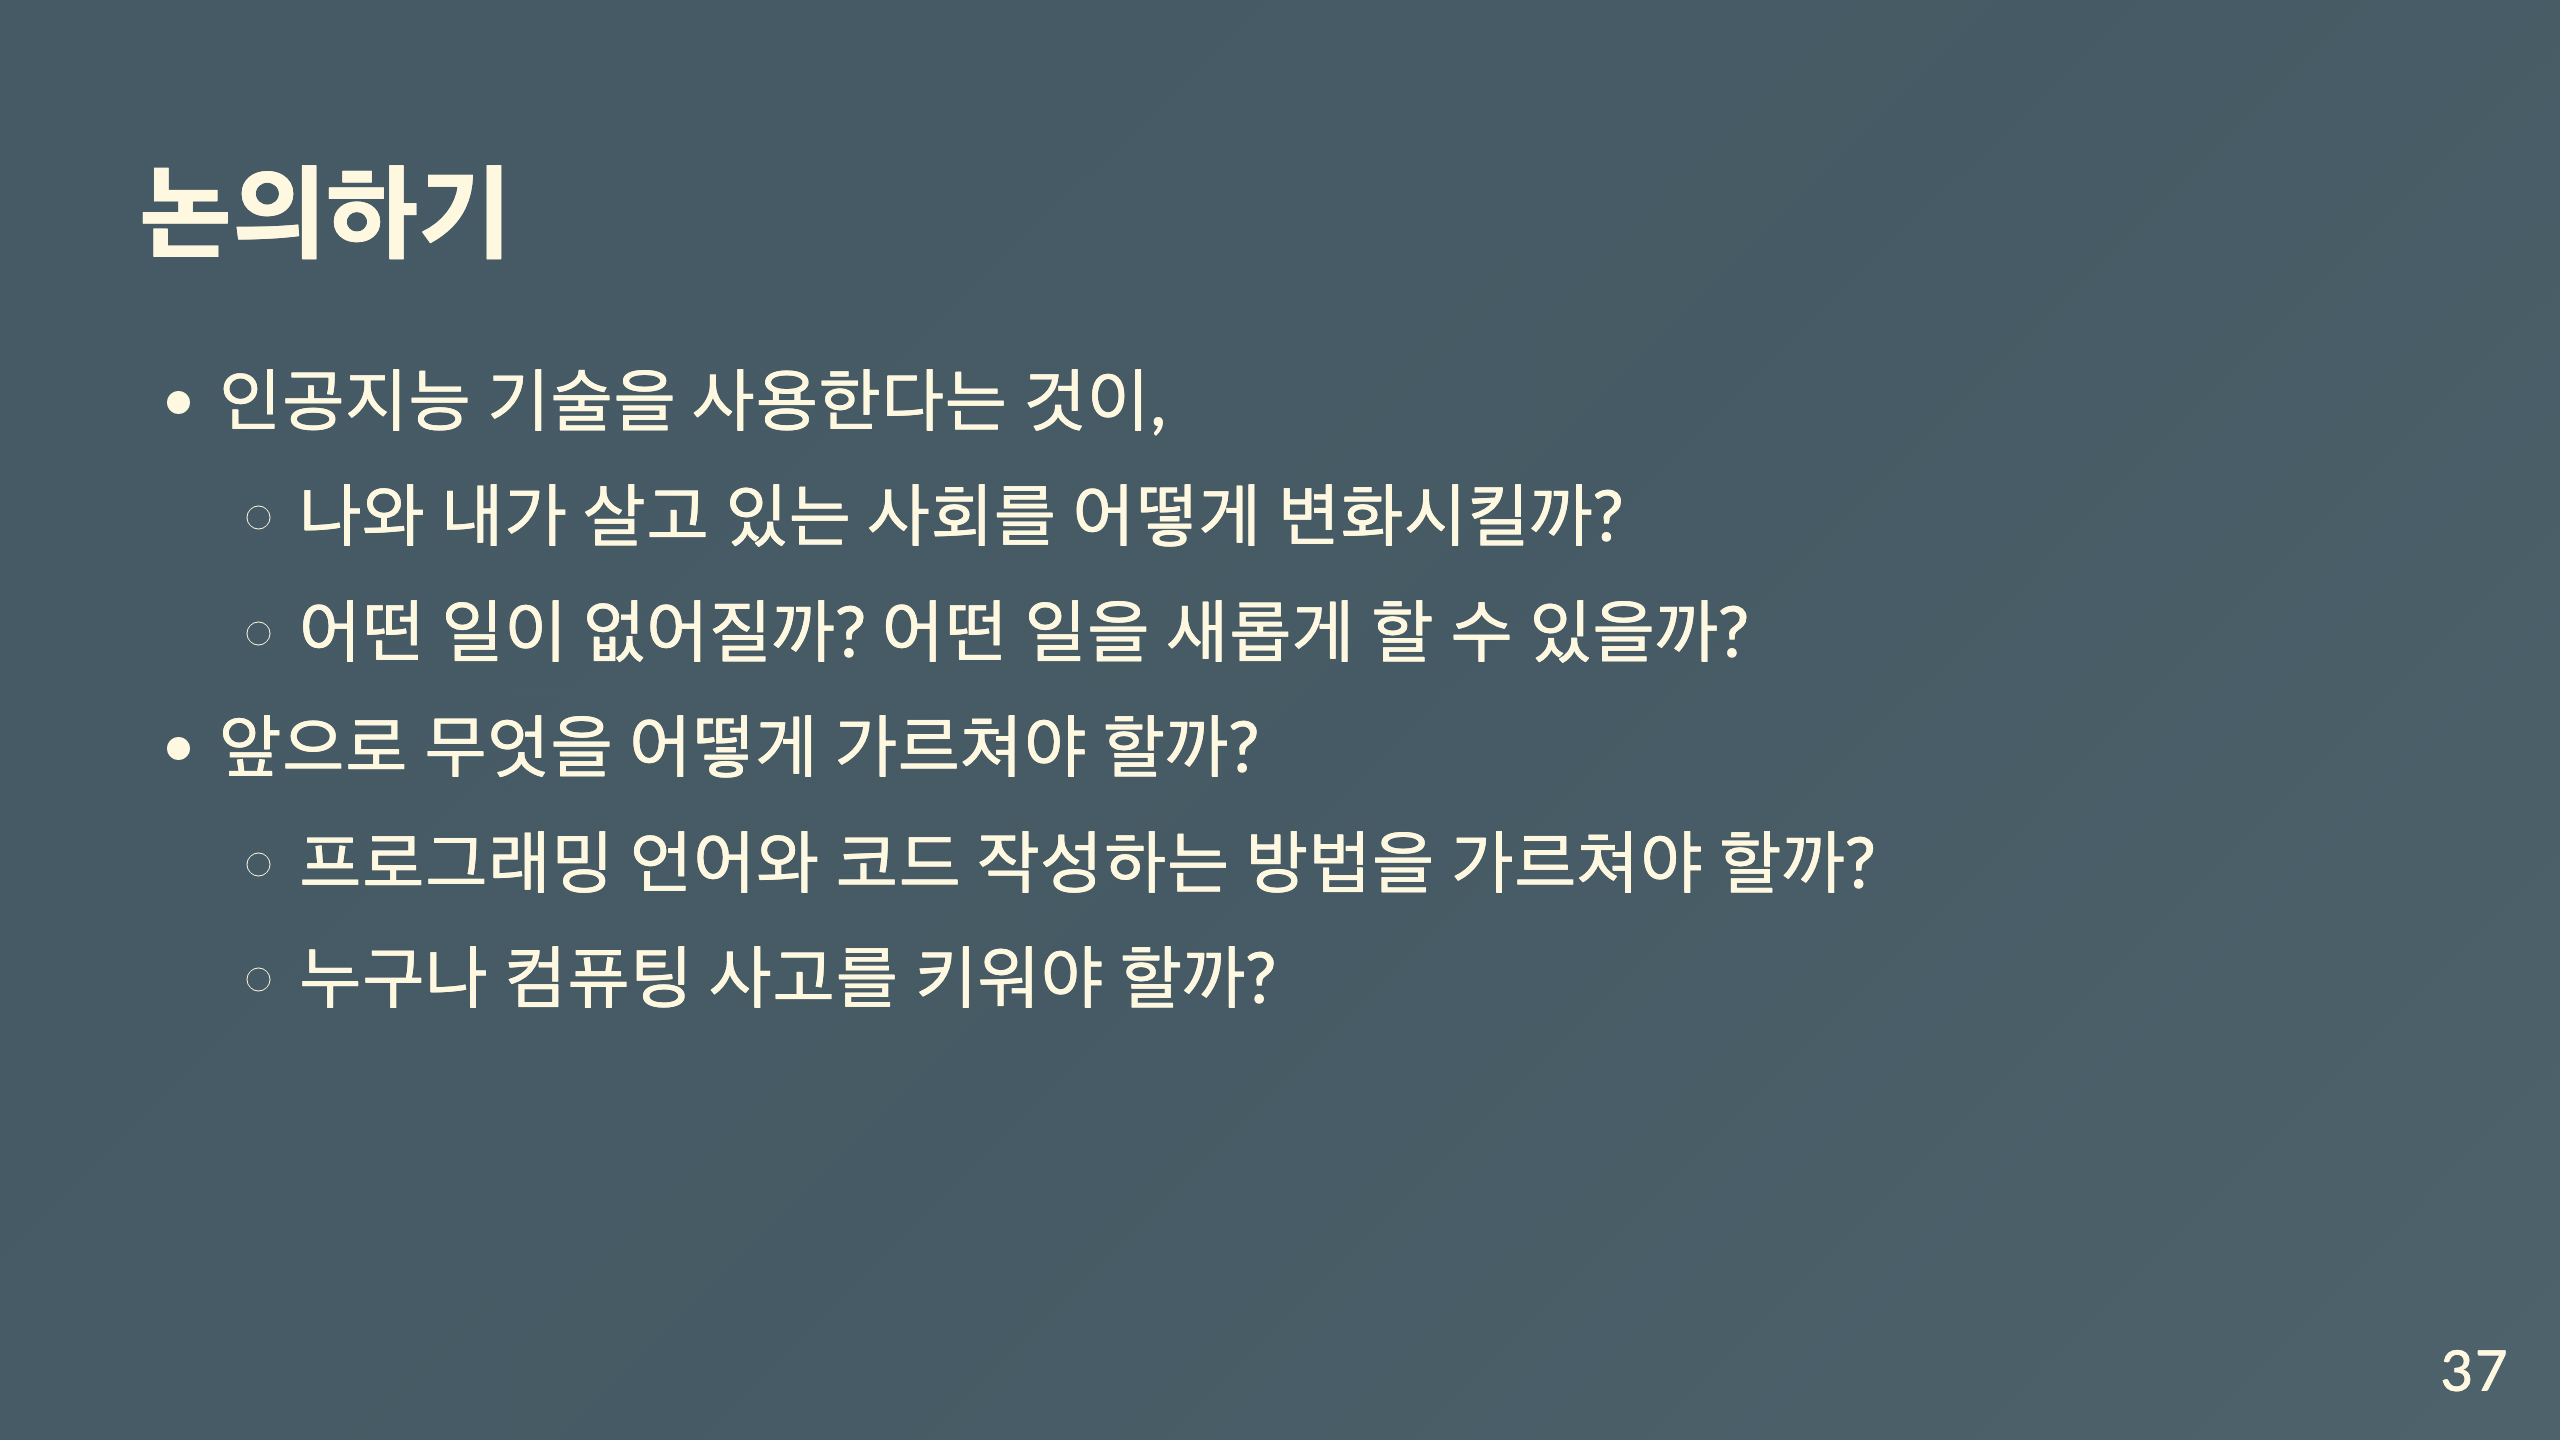 논의하기
• 인공지능 기술을 사용한다는 것이,
○ 나와 내가 살고 있는 사회를 어떻게 변화시킬까?
○ 어떤 일이 없어질까? 어떤 일을 새롭게 할 수 있을까?
• 앞으로 무엇을 어떻게 가르쳐야 할까?
○ 프로그래밍 언어와 코드 작성하는 방법을 가르쳐야 할까?
○ 누구나 컴퓨팅 사고를 키워야 할까?
37